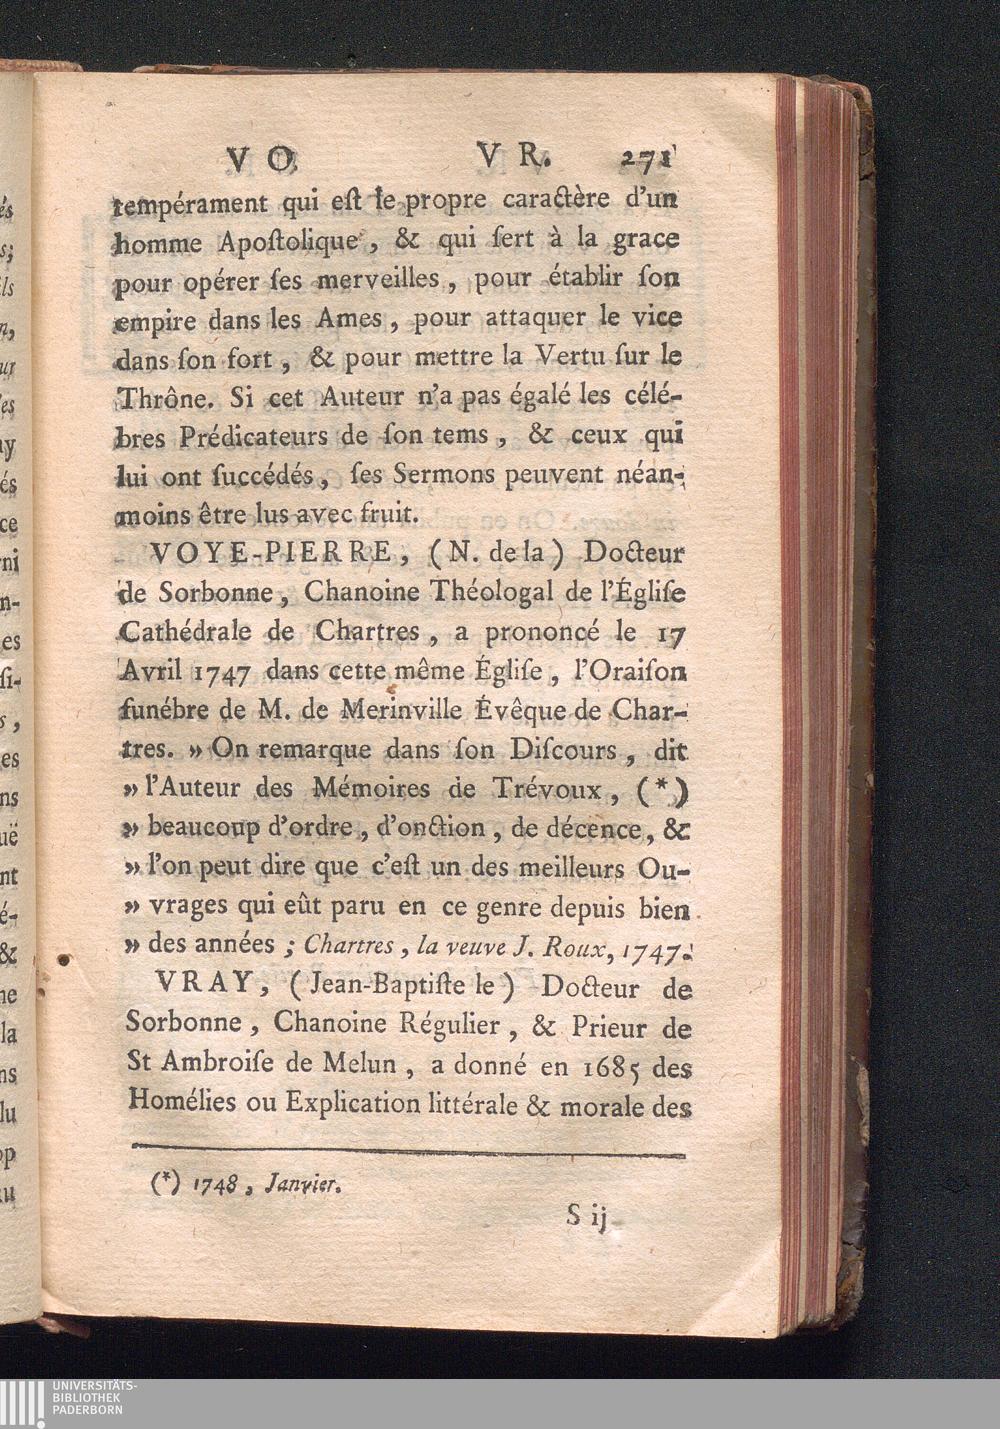 VO. VR. 271
tempérament qui eſt le propre caractère d'un
homme Apoſtolique, & qui ſert à la grace
pour opérer ſes merveilles, pour établir ſon
empire dans les Ames, pour attaquer le vice
dans ſon fort, & pour mettre la Vertu ſur le
Thrône. Si cet Auteur n'a pas égalé les célé-
bres Prédicateurs de ſon tems, & ceux qui
lui ont ſuccédés, ſes Sermons peuvent néan-
moins être lus avec fruit.
VOYE-PIERRE, (N. de la) Docteur
de Sorbonne, Chanoine Théologal de l'Égliſe
Cathédrale de Chartres, a prononcé le 17
Avril 1747 dans cette même Égliſe, l'Oraiſon
funébre de M. de Merinville Évêque de Char-
tres. » On remarque dans ſon Diſcours, dit
» l'Auteur des Mémoires de Trévoux, (*)
» beaucoup d'ordre, d'onction, de décence, &
» l'on peut dire que c'eſt un des meilleurs Ou-
» vrages qui eût paru en ce genre depuis bien
» des années; Chartres, la veuve J. Roux, 1747.
VRAY, (Jean-Baptiſte le) Docteur de
Sorbonne, Chanoine Régulier, & Prieur de
St Ambroiſe de Melun, a donné en 1685 des
Homélies ou Explication littérale & morale des
(*) 1748, Janvier.
S ij
UNIVERSITÄTS-
BIBLIOTHEK
PADERBORN